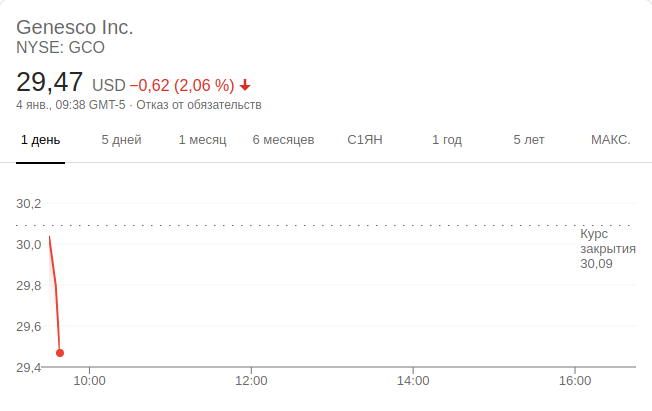 Genesco Inc.
NYSE: GCO
29,47 USD −0,62 (2,06 %)
4 янв., 09:38 GMT-5 · Отказ от обязательств
1 день 5 дней 1 месяц 6 месяцев С1ЯН 1 год 5 лет МАКС.
30,2
30,0
29,8
29,6
29,4
Курс
закрытия
30,09
10:00 12:00 14:00 16:00